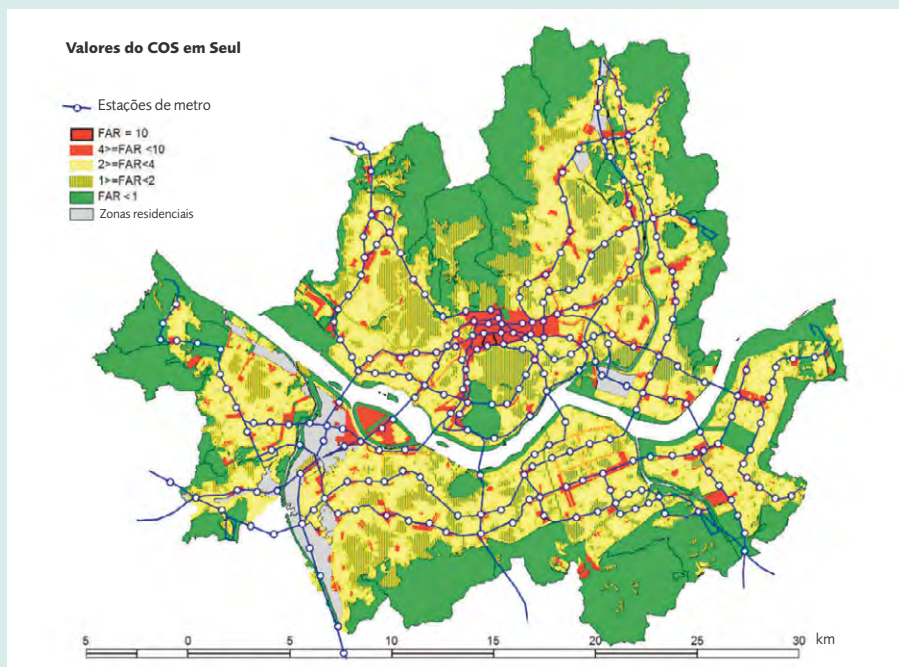 Valores do COS em Seul
Estações de metro
FAR = 10
4>=FAR <10
2>=FAR<4
1>=FAR<2
FAR <1
Zonas residenciais
5 0 5 10 15 20 25 30 km